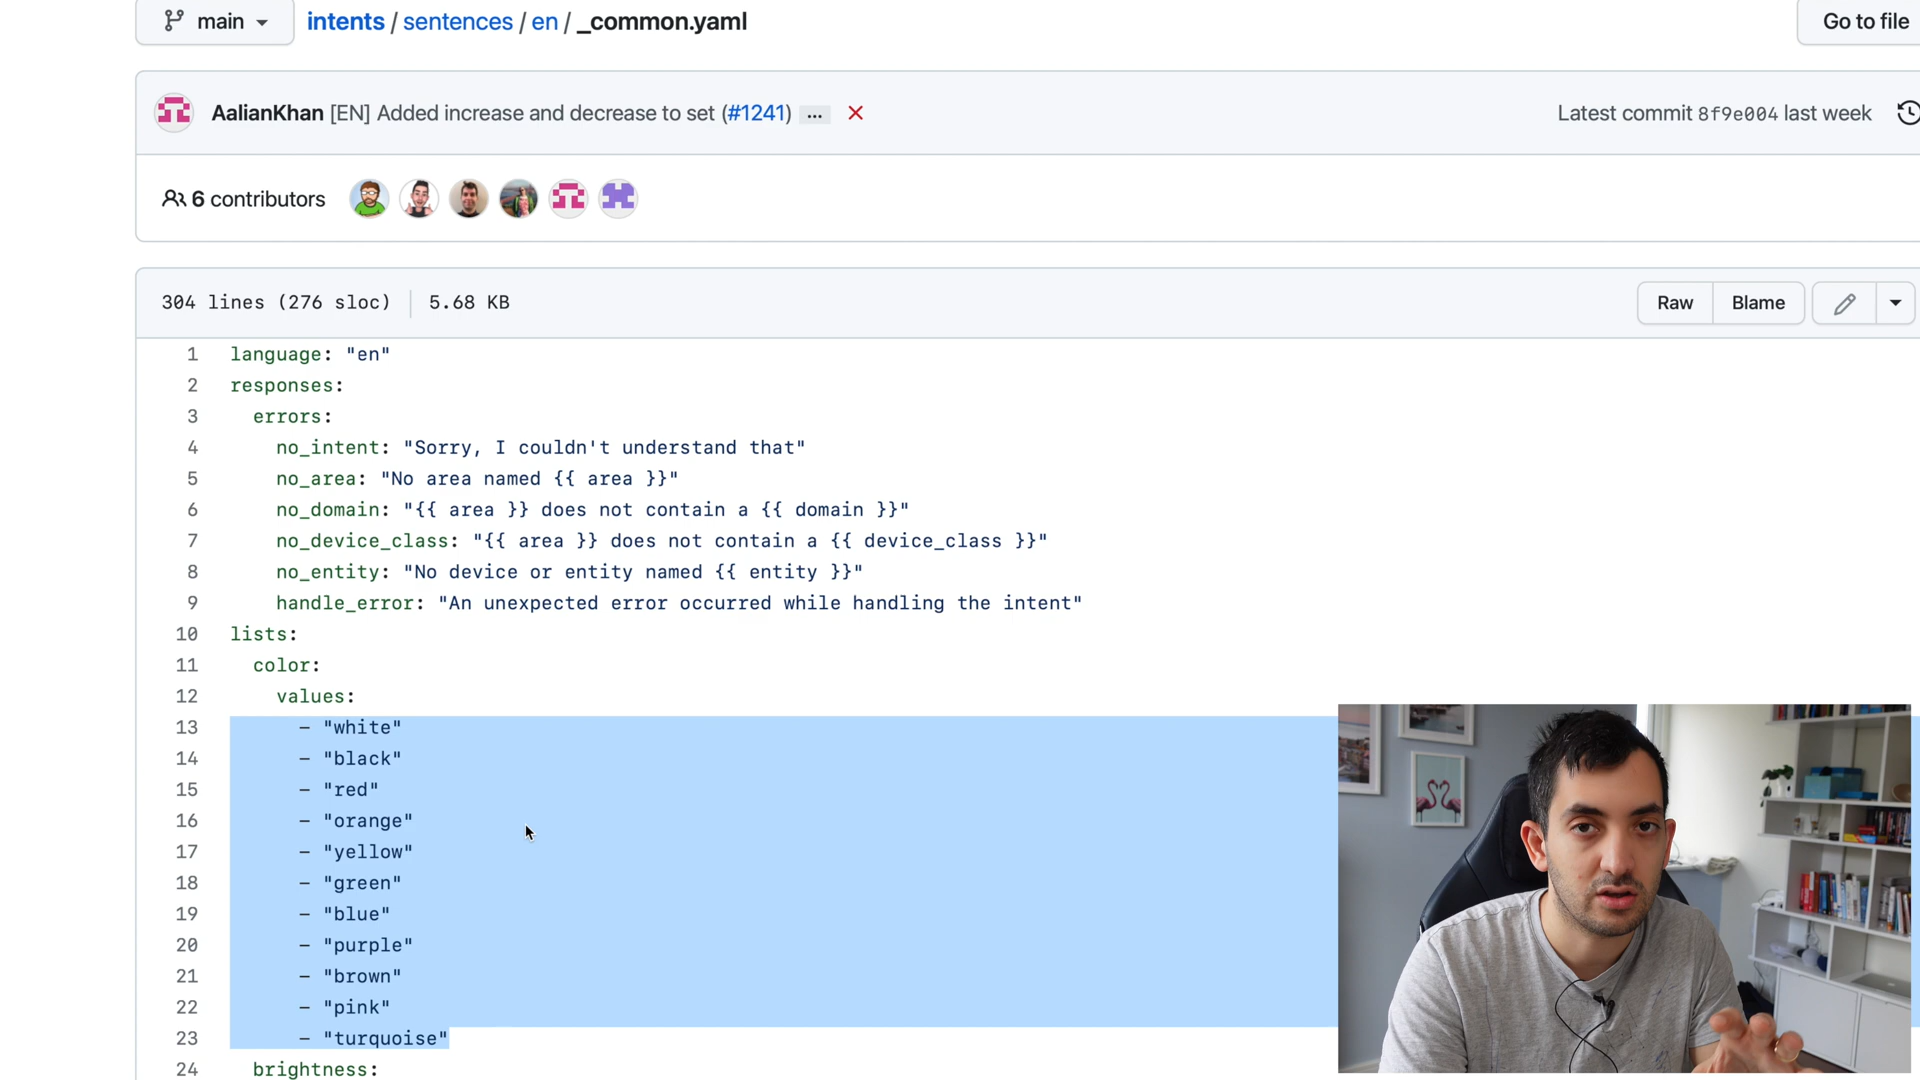 main
intents / sentences / en / _common.yaml
Go to file
AalianKhan [EN] Added increase and decrease to set (#1241) ...
Latest commit 8f9e004 last week
6 contributors
304 lines (276 sloc) 5.68 KB
Raw
Blame
1 language: "en"
2 responses:
3 errors:
4 no_intent: "Sorry, I couldn't understand that"
5 no_area: "No area named {{ area }}"
6 no_domain: "{{ area }} does not contain a {{ domain }}"
7 no_device_class: "{{ area }} does not contain a {{ device_class }}"
8 no_entity: "No device or entity named {{ entity }}"
9 handle_error: "An unexpected error occurred while handling the intent"
10 lists:
11 color:
12 values:
13 - "white"
14 - "black"
15 - "red"
16 - "orange"
17 - "yellow"
18 - "green"
19 - "blue"
20 - "purple"
21 - "brown"
22 - "pink"
23 - "turquoise"
24 brightness: